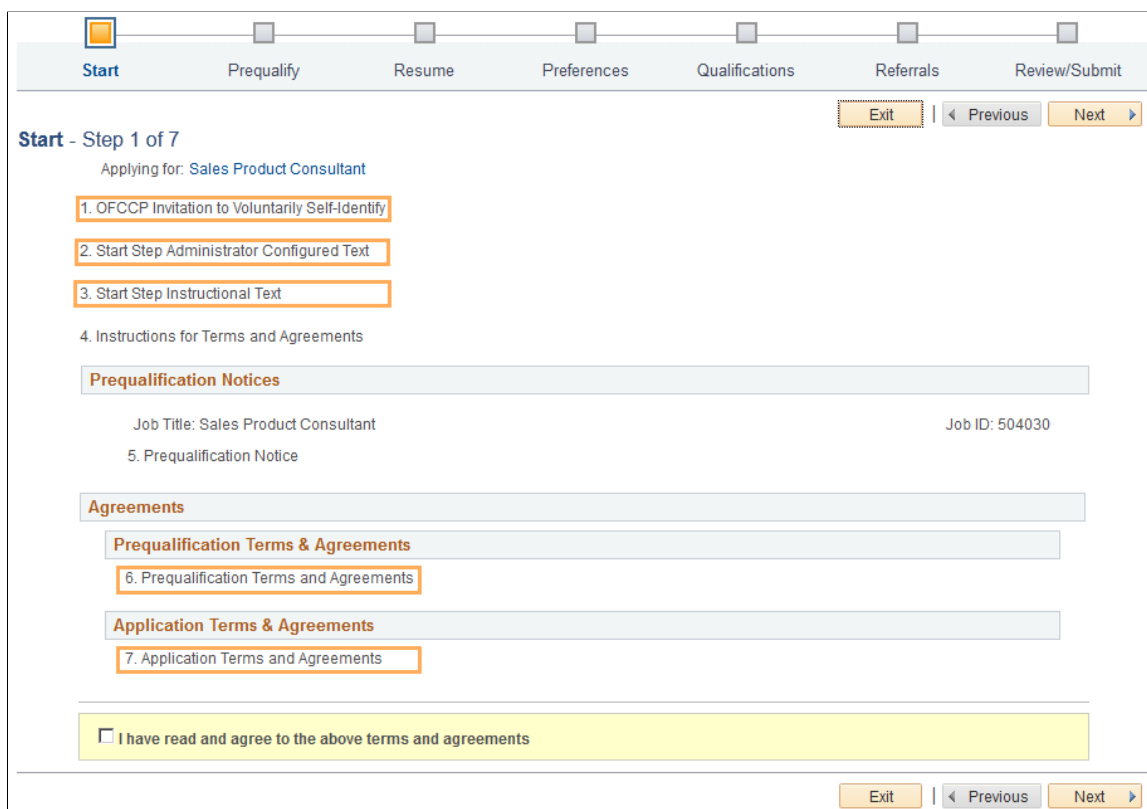 Start Prequalify Resume Preferences Qualifications Referrals Review/Submit
Exit | Previous Next
Start - Step 1 of 7
Applying for: Sales Product Consultant
1. OFCCP Invitation to Voluntarily Self-Identify
2. Start Step Administrator Configured Text
3. Start Step Instructional Text
4. Instructions for Terms and Agreements
Prequalification Notices
Job Title: Sales Product Consultant Job ID: 504030
5. Prequalification Notice
Agreements
Prequalification Terms & Agreements
6. Prequalification Terms and Agreements
Application Terms & Agreements
7. Application Terms and Agreements
I have read and agree to the above terms and agreements
Exit | Previous Next